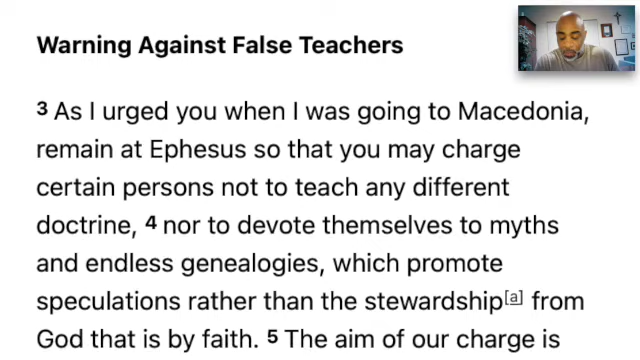 Warning Against False Teachers
3 As I urged you when I was going to Macedonia,
remain at Ephesus so that you may charge
certain persons not to teach any different
doctrine, 4 nor to devote themselves to myths
and endless genealogies, which promote
speculations rather than the stewardship[a] from
God that is by faith. 5 The aim of our charge is